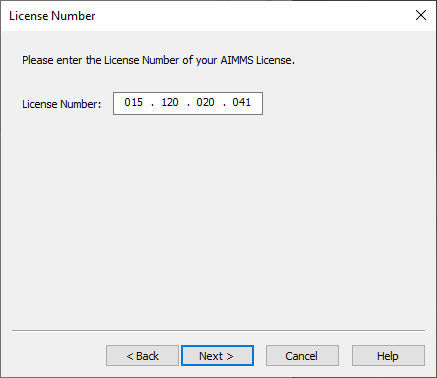 License Number
Please enter the License Number of your AIMMS License.
License Number: 015 . 120 . 020 . 041
< Back Next > Cancel Help